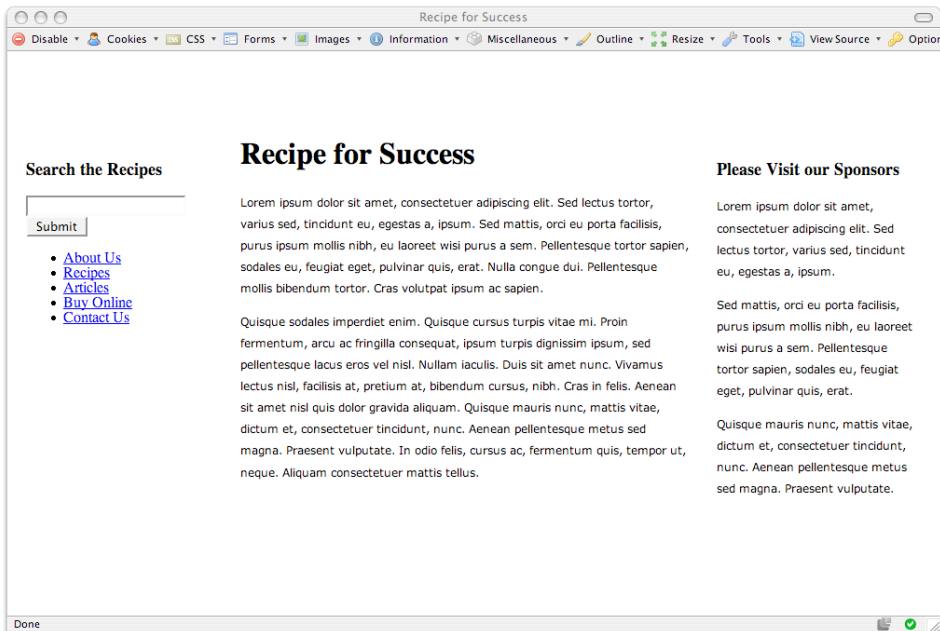 Recipe for Success
Disable Cookies CSS Forms Images Information Miscellaneous Outline Resize Tools View Source Option
Search the Recipes
Submit
About Us
Recipes
Articles
Buy Online
Contact Us
Recipe for Success
Lorem ipsum dolor sit amet, consectetuer adipiscing elit. Sed lectus tortor,
varius sed, tincidunt eu, egestas a, ipsum. Sed mattis, orci eu porta facilisis,
purus ipsum mollis nibh, eu laoreet wisi purus a sem. Pellentesque tortor sapien,
sodales eu, feugiat eget, pulvinar quis, erat. Nulla congue dui. Pellentesque
mollis bibendum tortor. Cras volutpat ipsum ac sapien.
Quisque sodales imperdiet enim. Quisque cursus turpis vitae mi. Proin
fermentum, arcu ac fringilla consequat, ipsum turpis dignissim ipsum, sed
pellentesque lacus eros vel nisl. Nullam iaculis. Duis sit amet nunc. Vivamus
lectus nisl, facilisis at, pretium at, bibendum cursus, nibh. Cras in felis. Aenean
sit amet nisl quis dolor gravida aliquam. Quisque mauris nunc, mattis vitae,
dictum et, consectetuer tincidunt, nunc. Aenean pellentesque metus sed
magna. Praesent vulputate. In odio felis, cursus ac, fermentum quis, tempor ut,
neque. Aliquam consectetuer mattis tellus.
Please Visit our Sponsors
Lorem ipsum dolor sit amet,
consectetuer adipiscing elit. Sed
lectus tortor, varius sed, tincidunt
eu, egestas a, ipsum.
Sed mattis, orci eu porta facilisis,
purus ipsum mollis nibh, eu laoreet
wisi purus a sem. Pellentesque
tortor sapien, sodales eu, feugiat
eget, pulvinar quis, erat.
Quisque mauris nunc, mattis vitae,
dictum et, consectetuer tincidunt,
nunc. Aenean pellentesque metus
sed magna. Praesent vulputate.
Done